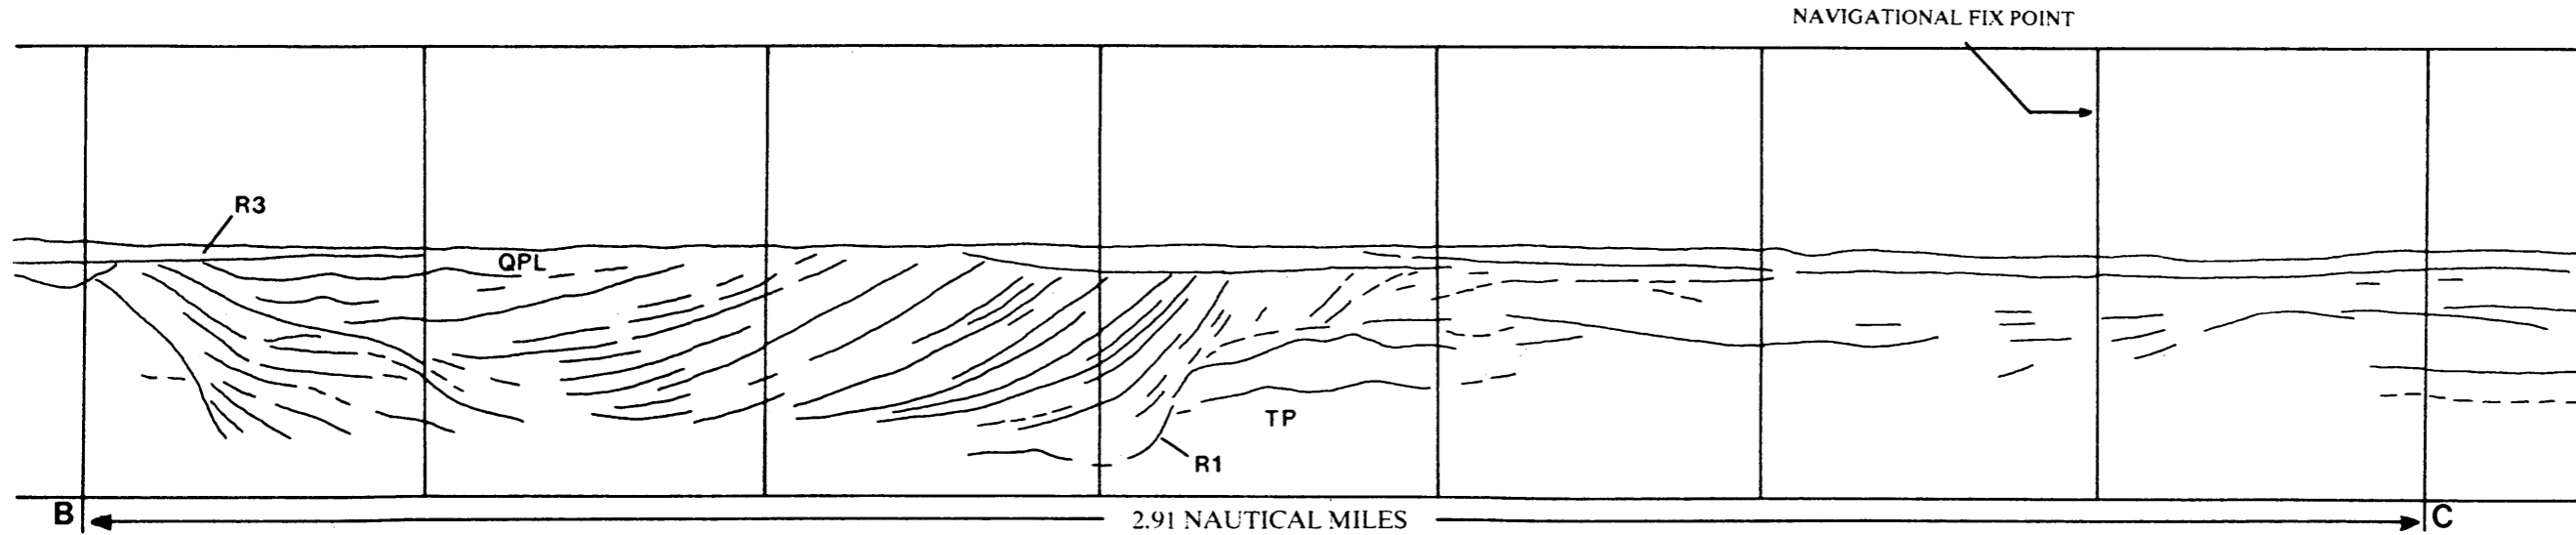 NAVIGATIONAL FIX POINT
R3
QPL
TP
R1
B
2.91 NAUTICAL MILES
C